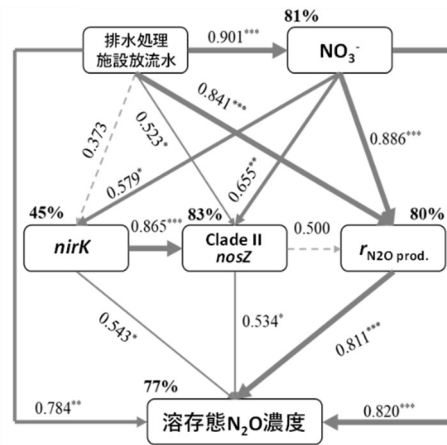 81%
排水処理
施設放流水
0.901***
NO₃⁻
0.841***
0.373
0.523*
0.886***
0.579*
0.655**
45%
83%
80%
nirK
0.865***
Clade II
nosZ
0.500
rN2O prod.
0.543*
0.534*
0.811***
77%
0.784**
溶存態N₂O濃度
0.820***